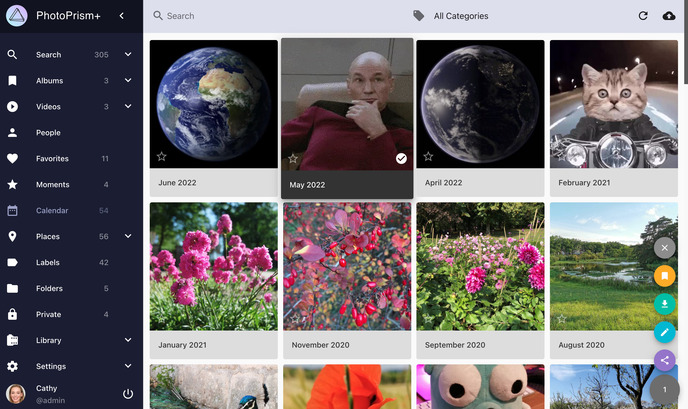 PhotoPrism+
Search
All Categories
Search 305
Albums 3
Videos 3
People
Favorites 11
Moments 4
Calendar 54
Places 56
Labels 42
Folders 5
Private 4
Library
Settings
Cathy
@admin
June 2022
May 2022
April 2022
February 2021
January 2021
November 2020
September 2020
August 2020
1